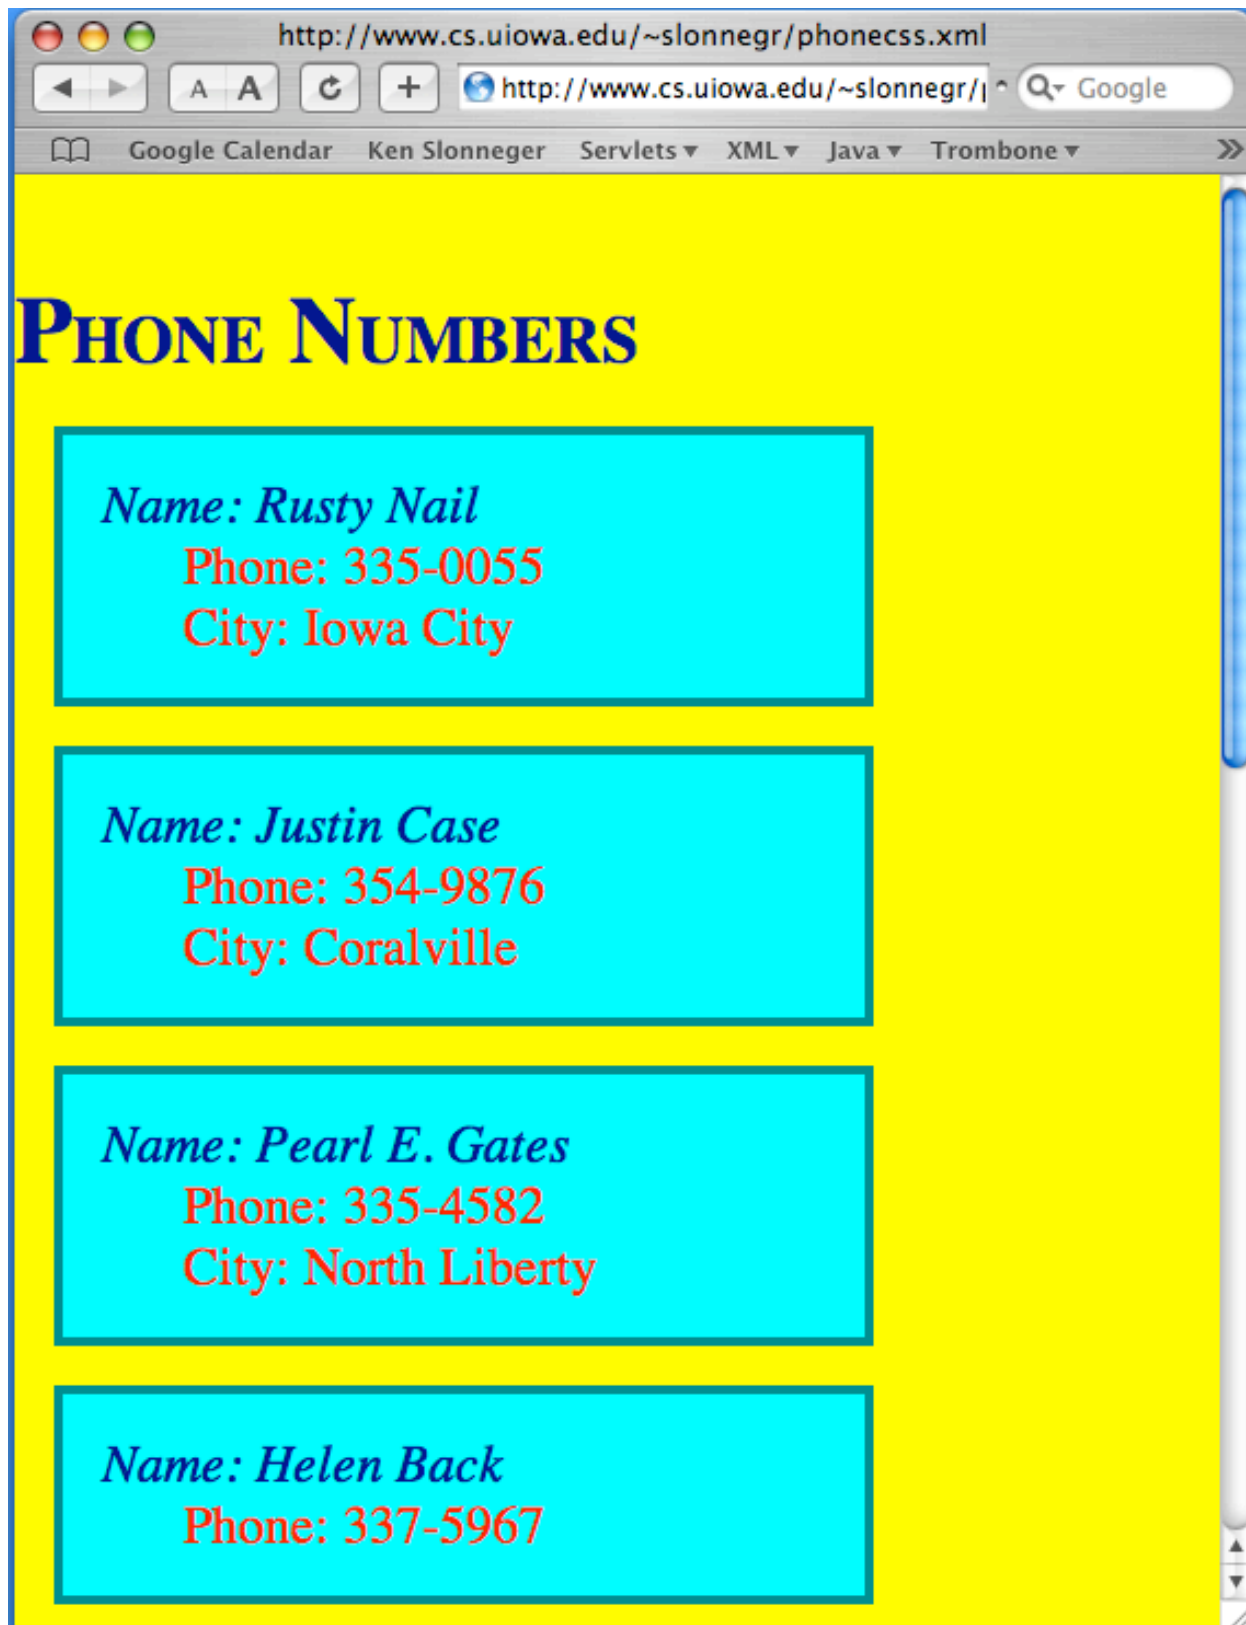 http://www.cs.uiowa.edu/~slonnegr/phonecss.xml
A A + http://www.cs.uiowa.edu/~slonnegr/ Google
Google Calendar Ken Slonneger Servlets XML Java Trombone
PHONE NUMBERS
Name: Rusty Nail
Phone: 335-0055
City: Iowa City
Name: Justin Case
Phone: 354-9876
City: Coralville
Name: Pearl E. Gates
Phone: 335-4582
City: North Liberty
Name: Helen Back
Phone: 337-5967